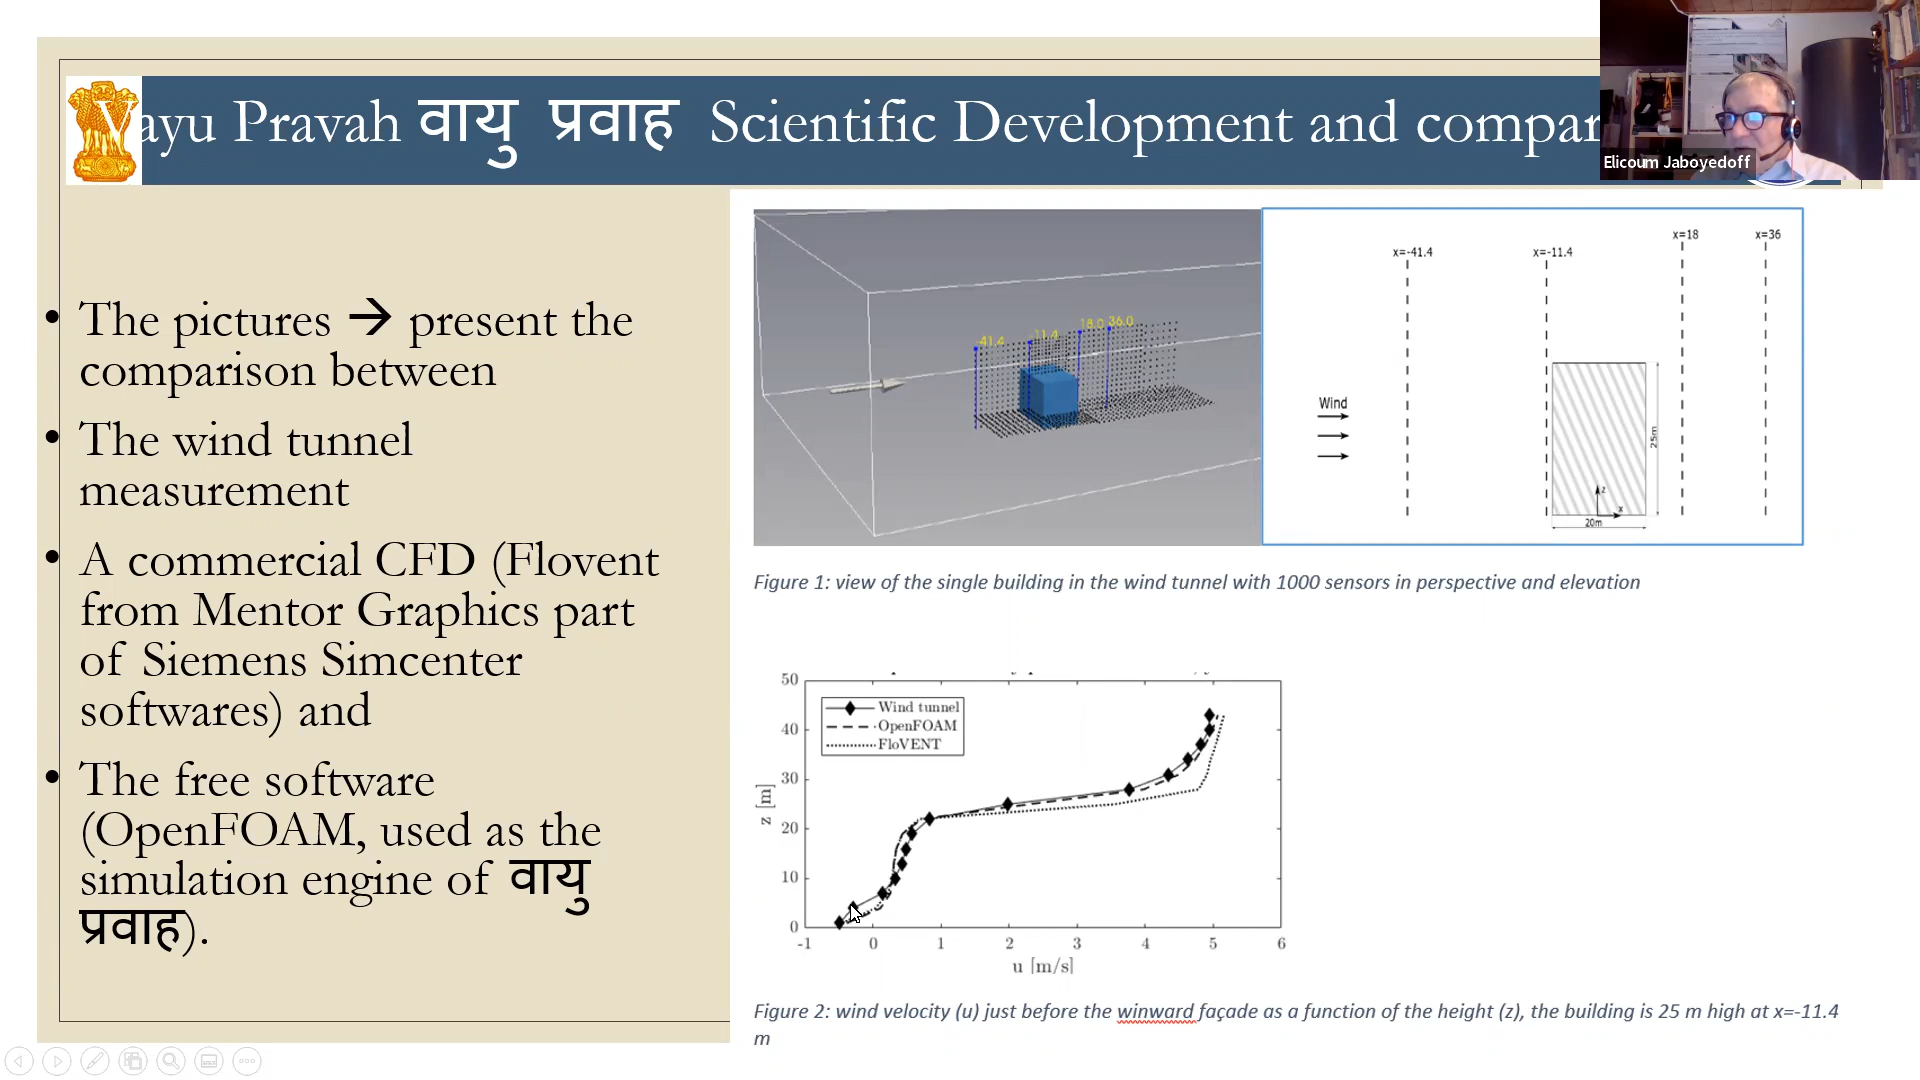 Vayu Pravah वायु प्रवाह Scientific Development and compar
Elicoum Jaboyedoff
• The pictures → present the
comparison between
• The wind tunnel
measurement
• A commercial CFD (Flovent
from Mentor Graphics part
of Siemens Simcenter
softwares) and
• The free software
(OpenFOAM, used as the
simulation engine of वायु
प्रवाह).
-41.4
-11.4
18.0
36.0
x=-41.4
x=-11.4
x=18
x=36
Wind
25m
z
x
20m
Figure 1: view of the single building in the wind tunnel with 1000 sensors in perspective and elevation
Wind tunnel
OpenFOAM
FloVENT
50
40
30
20
10
0
z [m]
-1 0 1 2 3 4 5 6
u [m/s]
Figure 2: wind velocity (u) just before the winward façade as a function of the height (z), the building is 25 m high at x=-11.4
m